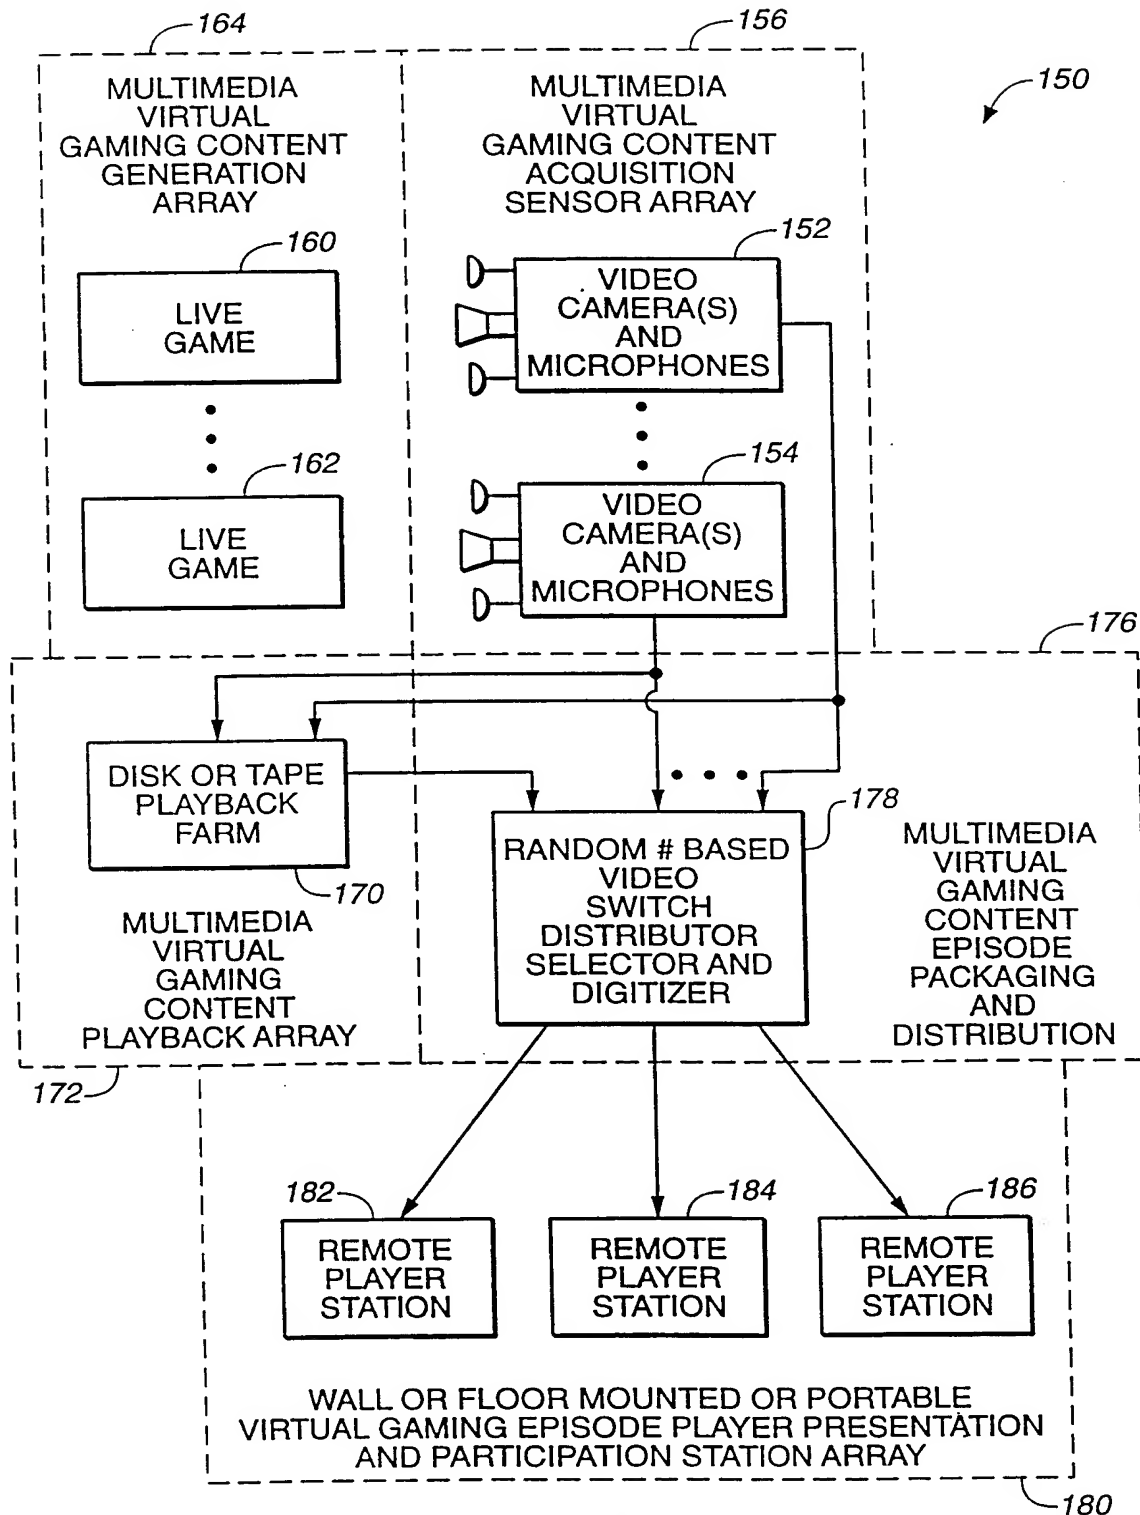 164
156
150
MULTIMEDIA
VIRTUAL
GAMING CONTENT
GENERATION
ARRAY
MULTIMEDIA
VIRTUAL
GAMING CONTENT
ACQUISITION
SENSOR ARRAY
160
LIVE
GAME
152
VIDEO
CAMERA(S)
AND
MICROPHONES
162
LIVE
GAME
154
VIDEO
CAMERA(S)
AND
MICROPHONES
176
DISK OR TAPE
PLAYBACK
FARM
170
MULTIMEDIA
VIRTUAL
GAMING
CONTENT
PLAYBACK ARRAY
172
178
RANDOM # BASED
VIDEO
SWITCH
DISTRIBUTOR
SELECTOR AND
DIGITIZER
MULTIMEDIA
VIRTUAL
GAMING
CONTENT
EPISODE
PACKAGING
AND
DISTRIBUTION
182
REMOTE
PLAYER
STATION
184
REMOTE
PLAYER
STATION
186
REMOTE
PLAYER
STATION
WALL OR FLOOR MOUNTED OR PORTABLE
VIRTUAL GAMING EPISODE PLAYER PRESENTATION
AND PARTICIPATION STATION ARRAY
180